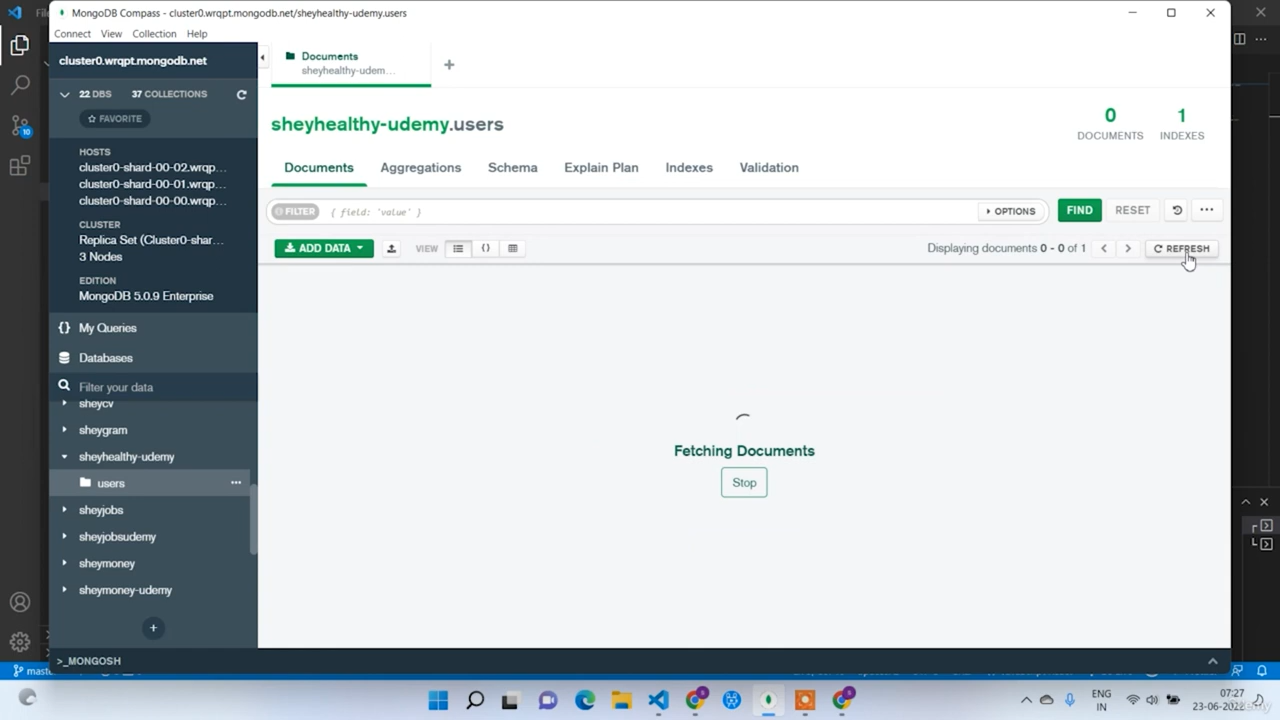 MongoDB Compass - cluster0.wrqpt.mongodb.net/sheyhealthy-udemy.users
Connect View Collection Help
cluster0.wrqpt.mongodb.net
Documents
sheyhealthy-udem...
22 DBS 37 COLLECTIONS
FAVORITE
sheyhealthy-udemy.users
0
DOCUMENTS
1
INDEXES
HOSTS
cluster0-shard-00-02.wrqp...
cluster0-shard-00-01.wrqp...
cluster0-shard-00-00.wrqp...
Documents Aggregations Schema Explain Plan Indexes Validation
FILTER { field: 'value' } OPTIONS FIND RESET
CLUSTER
Replica Set (Cluster0-shar...
3 Nodes
ADD DATA VIEW Displaying documents 0 - 0 of 1 REFRESH
EDITION
MongoDB 5.0.9 Enterprise
{} My Queries
Databases
Filter your data
sheycv
sheygram
sheyhealthy-udemy
users
sheyjobs
sheyjobsudemy
sheymoney
sheymoney-udemy
Fetching Documents
Stop
>_MONGOSH
10
ENG
IN
07:27
23-06-2022